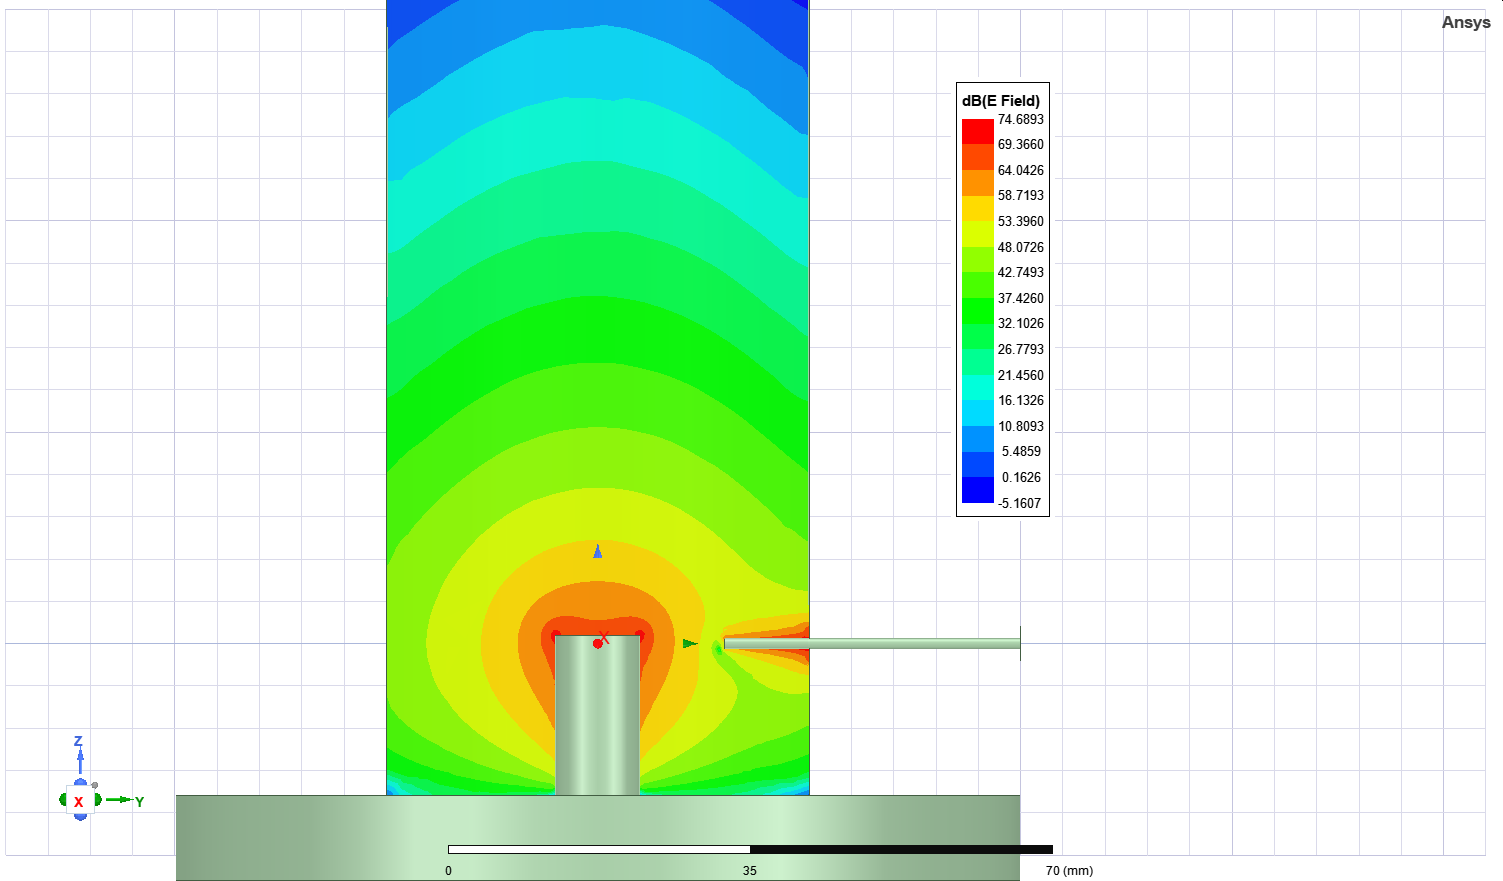 Ansys
dB(E Field)
74.6893
69.3660
64.0426
58.7193
53.3960
48.0726
42.7493
37.4260
32.1026
26.7793
21.4560
16.1326
10.8093
5.4859
0.1626
-5.1607
X
Z
X
Y
0 35 70 (mm)